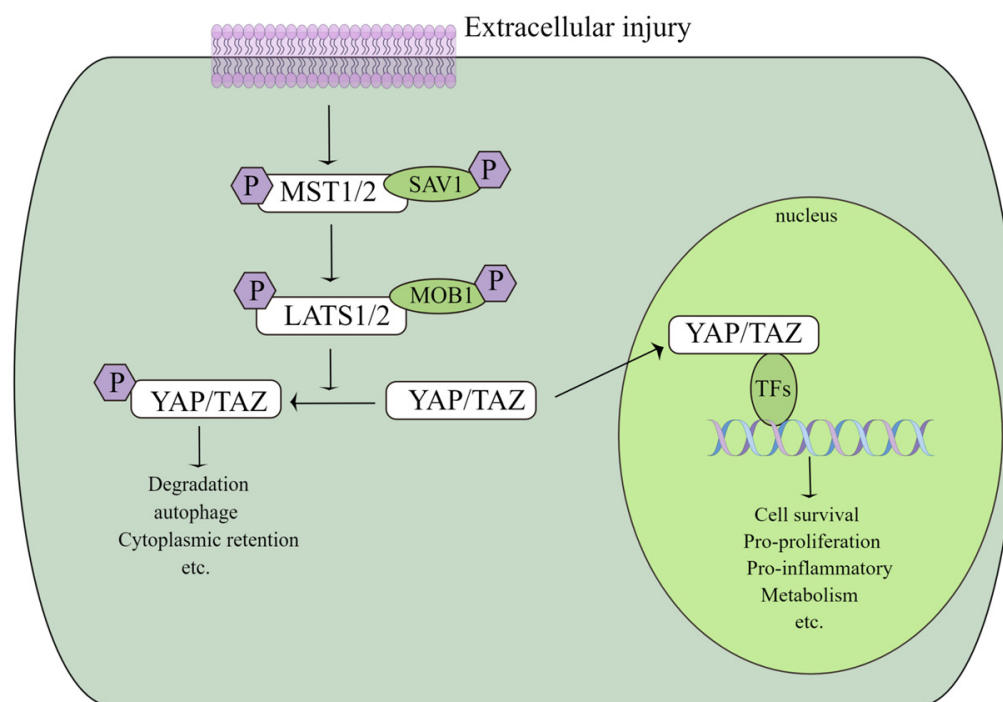 Extracellular injury
P
MST1/2
SAV1
P
P
LATS1/2
MOB1
P
P
YAP/TAZ
YAP/TAZ
Degradation
autophage
Cytoplasmic retention
etc.
nucleus
YAP/TAZ
TFs
Cell survival
Pro-proliferation
Pro-inflammatory
Metabolism
etc.